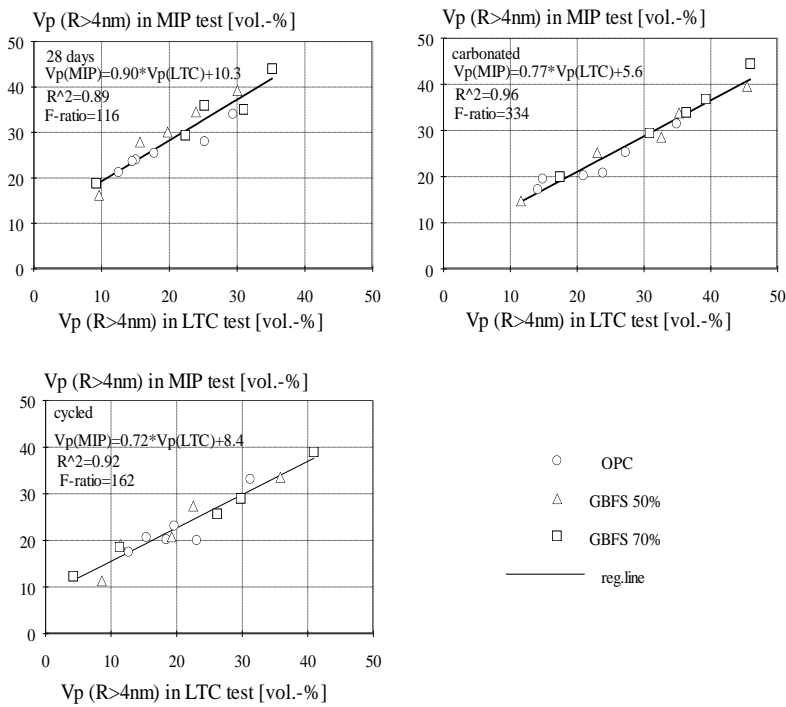 Vp (R>4nm) in MIP test [vol.-%]
50
40
30
20
10
0
28 days
Vp(MIP)=0.90*Vp(LTC)+10.3
R^2=0.89
F-ratio=116
0 10 20 30 40 50
Vp (R>4nm) in LTC test [vol.-%]
Vp (R>4nm) in MIP test [vol.-%]
50
40
30
20
10
0
carbonated
Vp(MIP)=0.77*Vp(LTC)+5.6
R^2=0.96
F-ratio=334
0 10 20 30 40 50
Vp (R>4nm) in LTC test [vol.-%]
Vp (R>4nm) in MIP test [vol.-%]
50
40
30
20
10
0
cycled
Vp(MIP)=0.72*Vp(LTC)+8.4
R^2=0.92
F-ratio=162
0 10 20 30 40 50
Vp (R>4nm) in LTC test [vol.-%]
OPC
GBFS 50%
GBFS 70%
reg.line